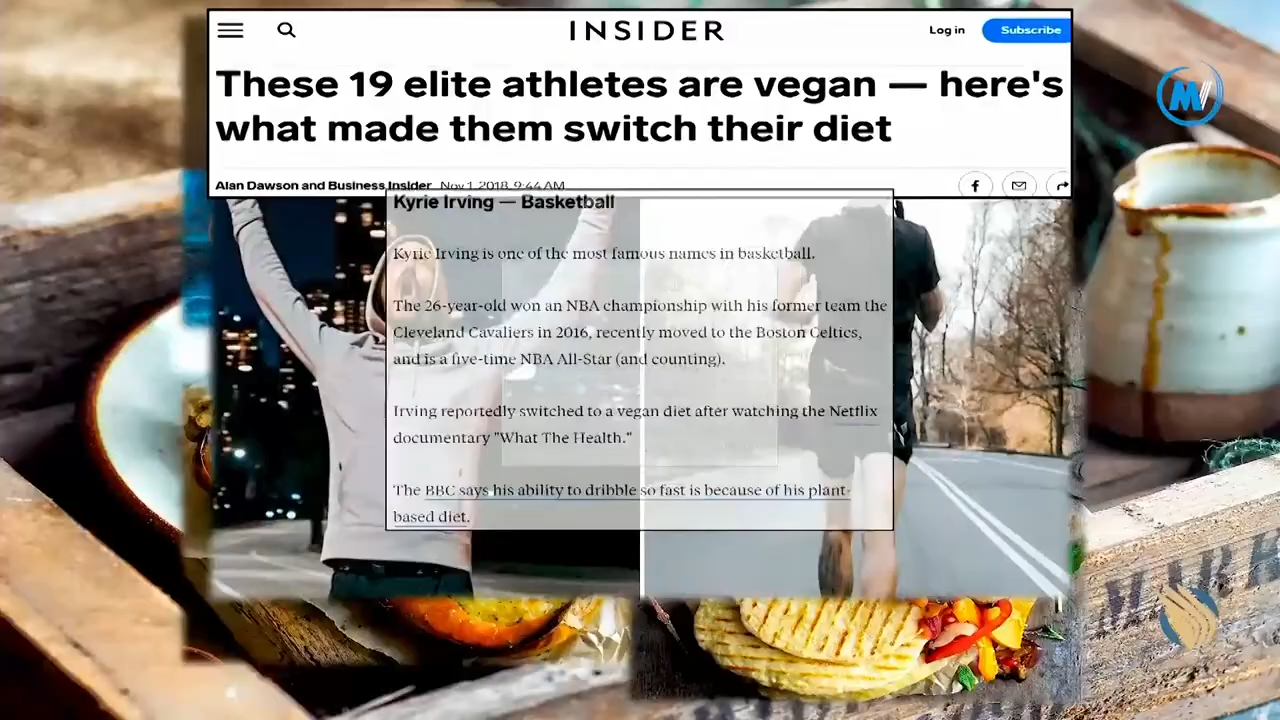 INSIDER
Log in
Subscribe
These 19 elite athletes are vegan — here's
what made them switch their diet
Alan Dawson and Business Insider Nov 1, 2018, 9:44 AM
Kyrie Irving — Basketball
Kyrie Irving is one of the most famous names in basketball.
The 26-year-old won an NBA championship with his former team the
Cleveland Cavaliers in 2016, recently moved to the Boston Celtics,
and is a five-time NBA All-Star (and counting).
Irving reportedly switched to a vegan diet after watching the Netflix
documentary "What The Health."
The BBC says his ability to dribble so fast is because of his plant-
based diet.